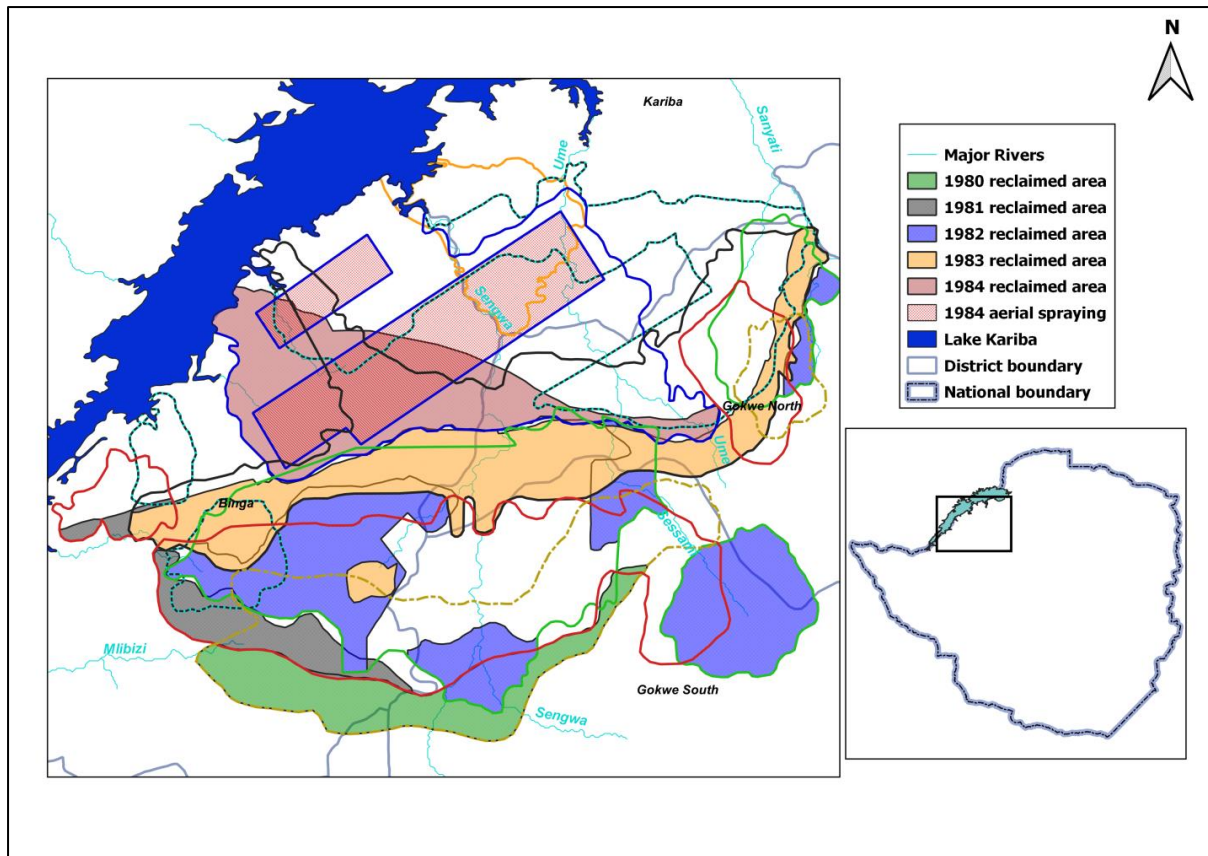 N
Kariba
Sanyati
Ume
Sengwa
Gokwe North
Ume
Binga
Sessami
Mlibizi
Gokwe South
Sengwa
Major Rivers
1980 reclaimed area
1981 reclaimed area
1982 reclaimed area
1983 reclaimed area
1984 reclaimed area
1984 aerial spraying
Lake Kariba
District boundary
National boundary